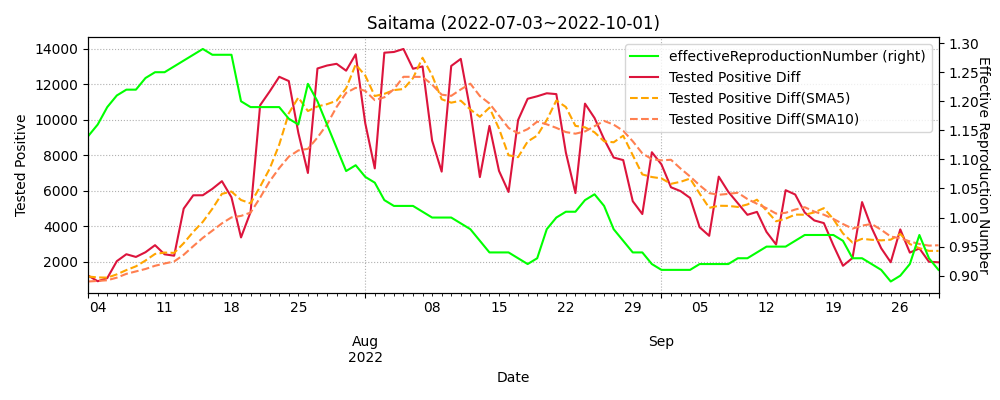 Saitama (2022-07-03~2022-10-01)
effectiveReproductionNumber (right)
Tested Positive Diff
Tested Positive Diff(SMA5)
Tested Positive Diff(SMA10)
Tested Positive
14000
12000
10000
8000
6000
4000
2000
Effective Reproduction Number
1.30
1.25
1.20
1.15
1.10
1.05
1.00
0.95
0.90
04 11 18 25 08 15 22 29 05 12 19 26
Aug Sep
2022
Date